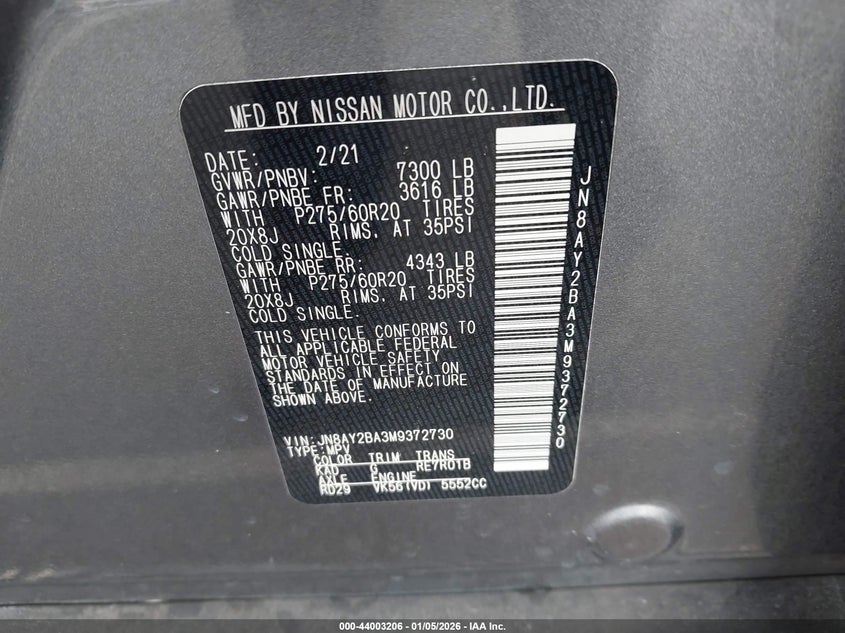 MFD BY NISSAN MOTOR CO.,LTD.
DATE: 2/21
GVWR/PNBV: 7300 LB
GAWR/PNBE FR: 3616 LB
WITH P275/60R20 TIRES
20X8J RIMS. AT 35PSI
COLD SINGLE.
GAWR/PNBE RR: 4343 LB
WITH P275/60R20 TIRES
20X8J RIMS. AT 35PSI
COLD SINGLE.
THIS VEHICLE CONFORMS TO
ALL APPLICABLE FEDERAL
MOTOR VEHICLE SAFETY
STANDARDS IN EFFECT ON
THE DATE OF MANUFACTURE
SHOWN ABOVE.
VIN:JN8AY2BA3M9372730
TYPE:MPV
COLOR TRIM TRANS
KAD G RE7R01B
AXLE ENGINE
RD29 VK56(VD) 5552CC
JN8AY2BA3M9372730
000-44003206 - 01/05/2026 - IAA Inc.